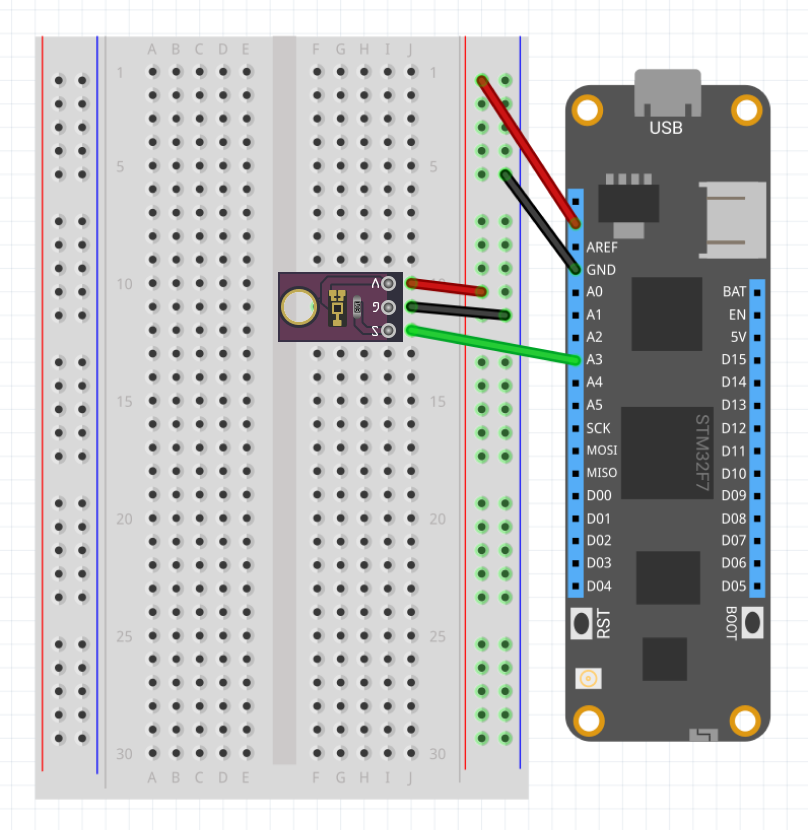 A B C D E F G H I J
1 1
5 5
10
10
15 15
20 20
25 25
30 30
A B C D E F G H I J
V
G
S
USB
AREF
GND
A0
A1
A2
A3
A4
A5
SCK
MOSI
MISO
D00
D01
D02
D03
D04
BAT
EN
5V
D15
D14
D13
D12
D11
D10
D09
D08
D07
D06
D05
STM32F7
RST
BOOT